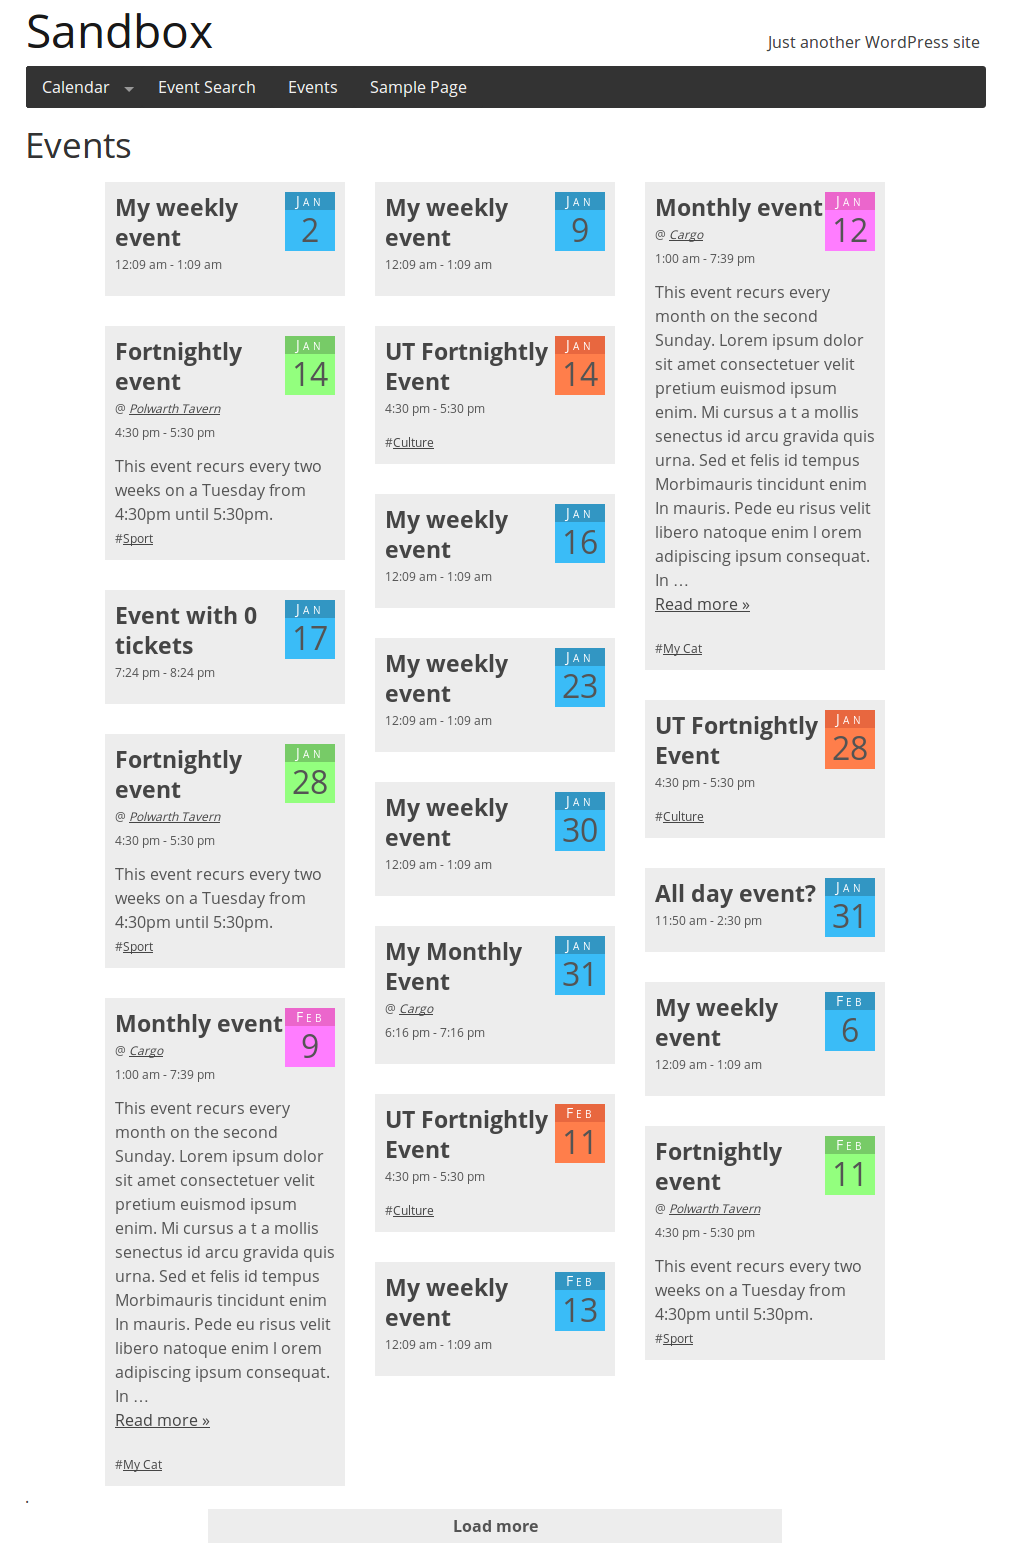 Sandbox
Just another WordPress site
Calendar
Event Search
Events
Sample Page
Events
My weekly
event
12:09 am - 1:09 am
Jan
2
Fortnightly
event
@ Polwarth Tavern
4:30 pm - 5:30 pm
Jan
14
This event recurs every two
weeks on a Tuesday from
4:30pm until 5:30pm.
#Sport
Event with 0
tickets
7:24 pm - 8:24 pm
Jan
17
Fortnightly
event
@ Polwarth Tavern
4:30 pm - 5:30 pm
Jan
28
This event recurs every two
weeks on a Tuesday from
4:30pm until 5:30pm.
#Sport
Monthly event
@ Cargo
1:00 am - 7:39 pm
Feb
9
This event recurs every
month on the second
Sunday. Lorem ipsum dolor
sit amet consectetuer velit
pretium euismod ipsum
enim. Mi cursus a t a mollis
senectus id arcu gravida quis
urna. Sed et felis id tempus
Morbimauris tincidunt enim
In mauris. Pede eu risus velit
libero natoque enim l orem
adipiscing ipsum consequat.
In …
Read more »
#My Cat
My weekly
event
12:09 am - 1:09 am
Jan
9
UT Fortnightly
Event
4:30 pm - 5:30 pm
Jan
14
#Culture
My weekly
event
12:09 am - 1:09 am
Jan
16
My weekly
event
12:09 am - 1:09 am
Jan
23
My weekly
event
12:09 am - 1:09 am
Jan
30
My Monthly
Event
@ Cargo
6:16 pm - 7:16 pm
Jan
31
UT Fortnightly
Event
4:30 pm - 5:30 pm
Feb
11
#Culture
My weekly
event
12:09 am - 1:09 am
Feb
13
Monthly event
@ Cargo
1:00 am - 7:39 pm
Jan
12
This event recurs every
month on the second
Sunday. Lorem ipsum dolor
sit amet consectetuer velit
pretium euismod ipsum
enim. Mi cursus a t a mollis
senectus id arcu gravida quis
urna. Sed et felis id tempus
Morbimauris tincidunt enim
In mauris. Pede eu risus velit
libero natoque enim l orem
adipiscing ipsum consequat.
In …
Read more »
#My Cat
UT Fortnightly
Event
4:30 pm - 5:30 pm
Jan
28
#Culture
All day event?
11:50 am - 2:30 pm
Jan
31
My weekly
event
12:09 am - 1:09 am
Feb
6
Fortnightly
event
@ Polwarth Tavern
4:30 pm - 5:30 pm
Feb
11
This event recurs every two
weeks on a Tuesday from
4:30pm until 5:30pm.
#Sport
.
Load more